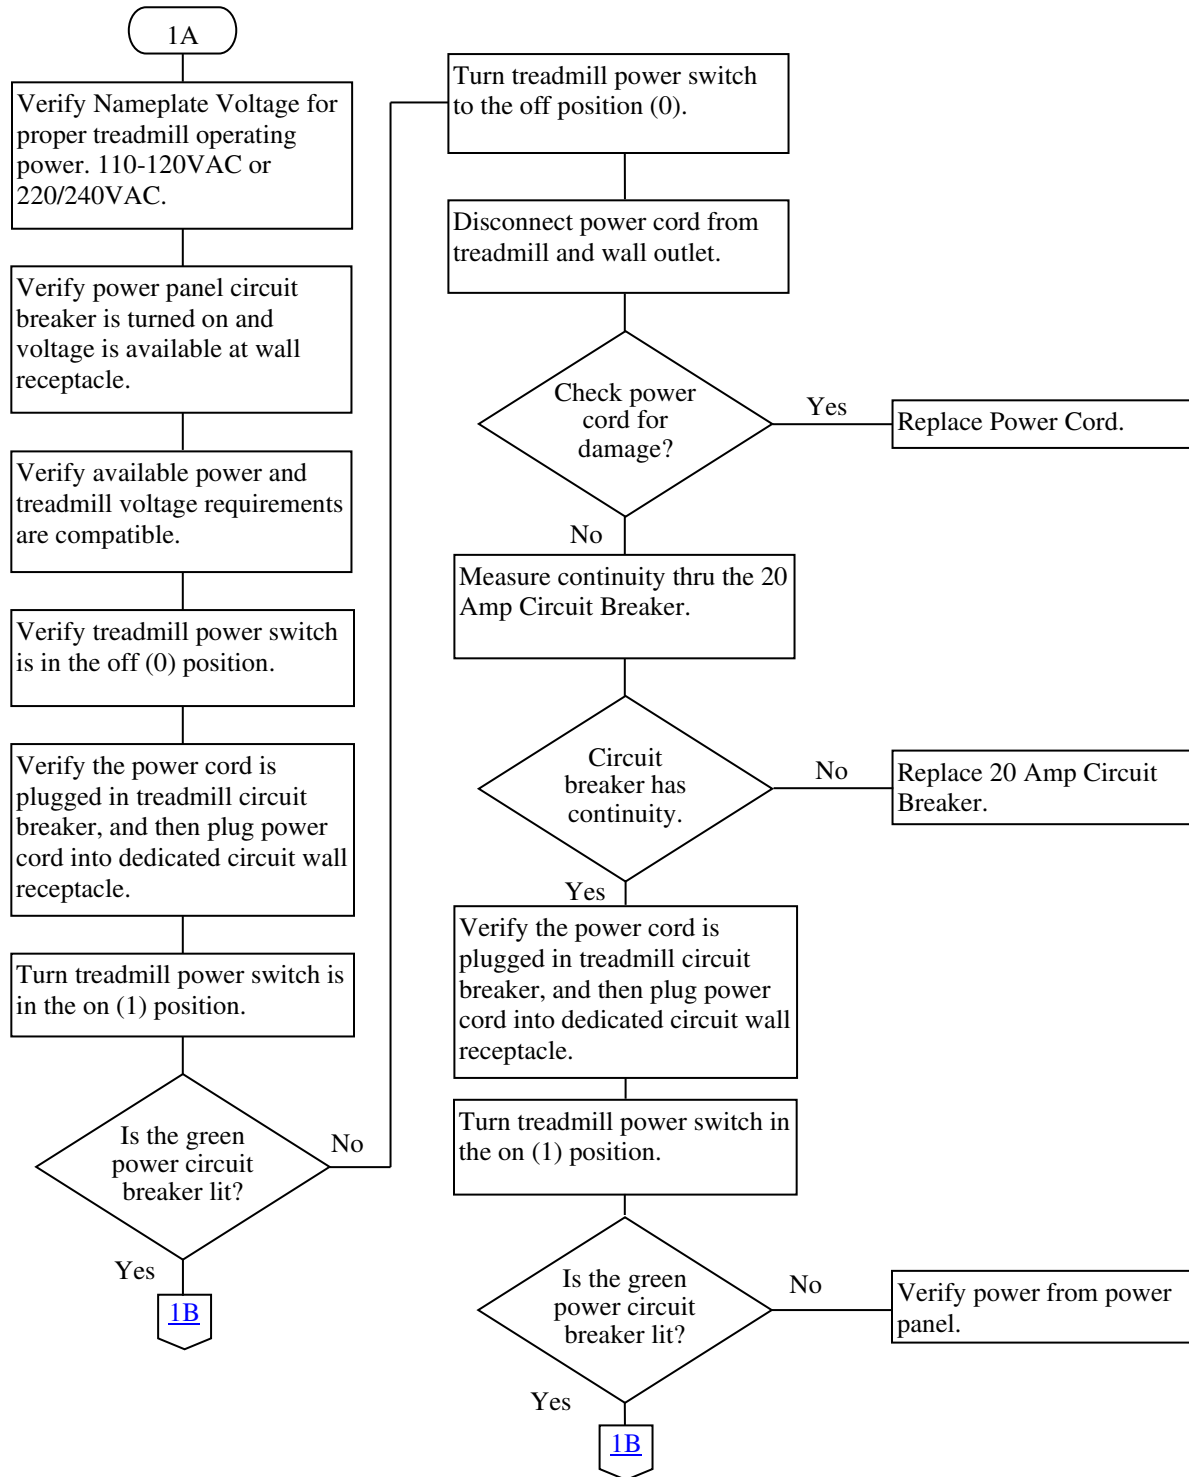 1A
Verify Nameplate Voltage for
proper treadmill operating
power. 110-120VAC or
220/240VAC.
Verify power panel circuit
breaker is turned on and
voltage is available at wall
receptacle.
Verify available power and
treadmill voltage requirements
are compatible.
Verify treadmill power switch
is in the off (0) position.
Verify the power cord is
plugged in treadmill circuit
breaker, and then plug power
cord into dedicated circuit wall
receptacle.
Turn treadmill power switch is
in the on (1) position.
Is the green
power circuit
breaker lit?
No
Yes
1B
Turn treadmill power switch
to the off position (0).
Disconnect power cord from
treadmill and wall outlet.
Check power
cord for
damage?
Yes
Replace Power Cord.
No
Measure continuity thru the 20
Amp Circuit Breaker.
Circuit
breaker has
continuity.
No
Replace 20 Amp Circuit
Breaker.
Yes
Verify the power cord is
plugged in treadmill circuit
breaker, and then plug power
cord into dedicated circuit wall
receptacle.
Turn treadmill power switch in
the on (1) position.
Is the green
power circuit
breaker lit?
No
Verify power from power
panel.
Yes
1B